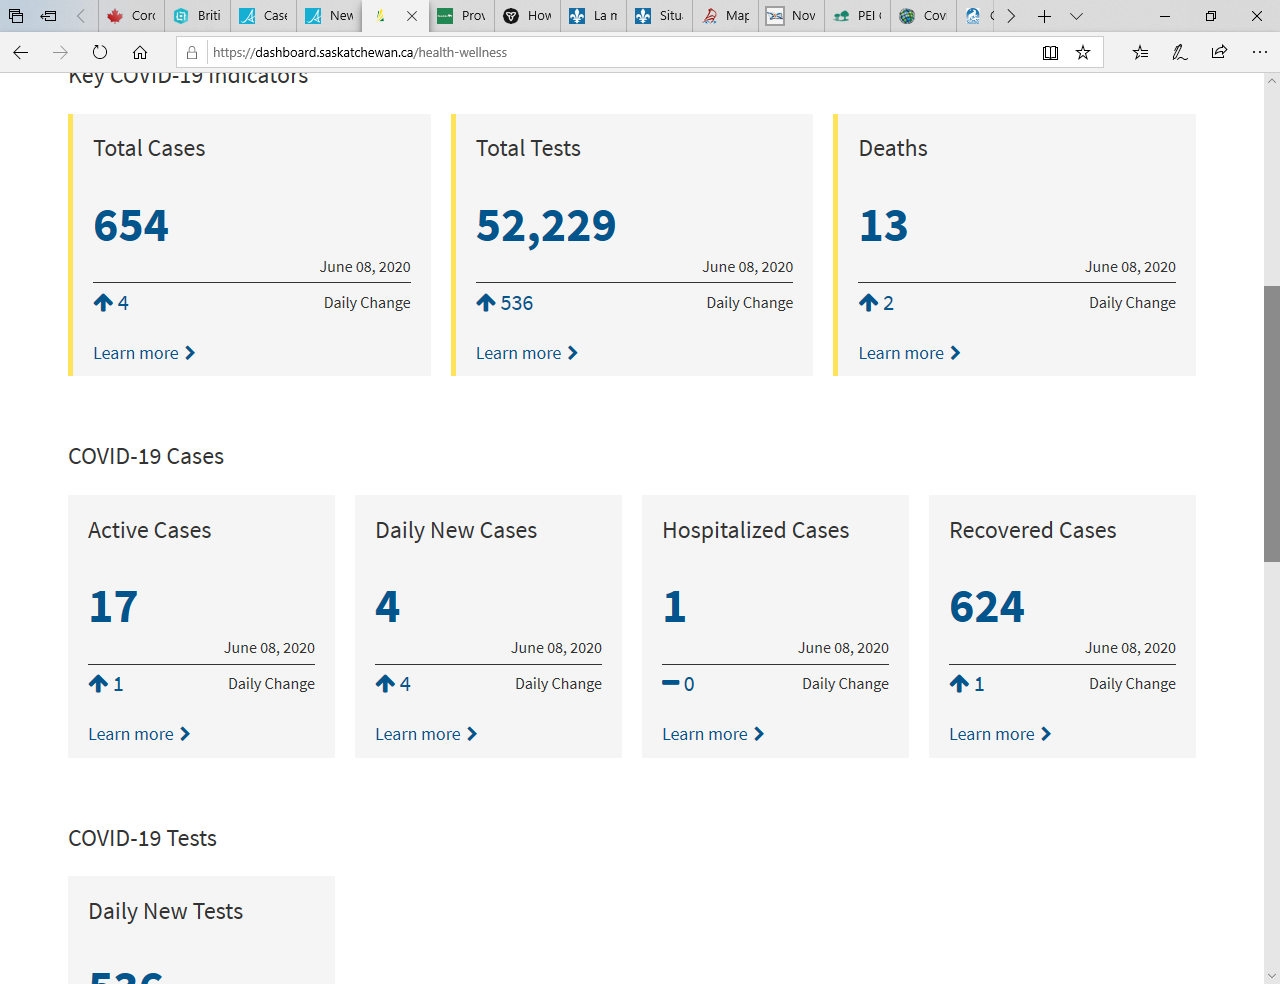 Corc
Briti
Case
New
Prov
How
La m
Situ
Map
Nov
PEI
Cov
https://dashboard.saskatchewan.ca/health-wellness
Key COVID-19 Indicators
Total Cases
654
June 08, 2020
4 Daily Change
Learn more
Total Tests
52,229
June 08, 2020
536 Daily Change
Learn more
Deaths
13
June 08, 2020
2 Daily Change
Learn more
COVID-19 Cases
Active Cases
17
June 08, 2020
1 Daily Change
Learn more
Daily New Cases
4
June 08, 2020
4 Daily Change
Learn more
Hospitalized Cases
1
June 08, 2020
0 Daily Change
Learn more
Recovered Cases
624
June 08, 2020
1 Daily Change
Learn more
COVID-19 Tests
Daily New Tests
536